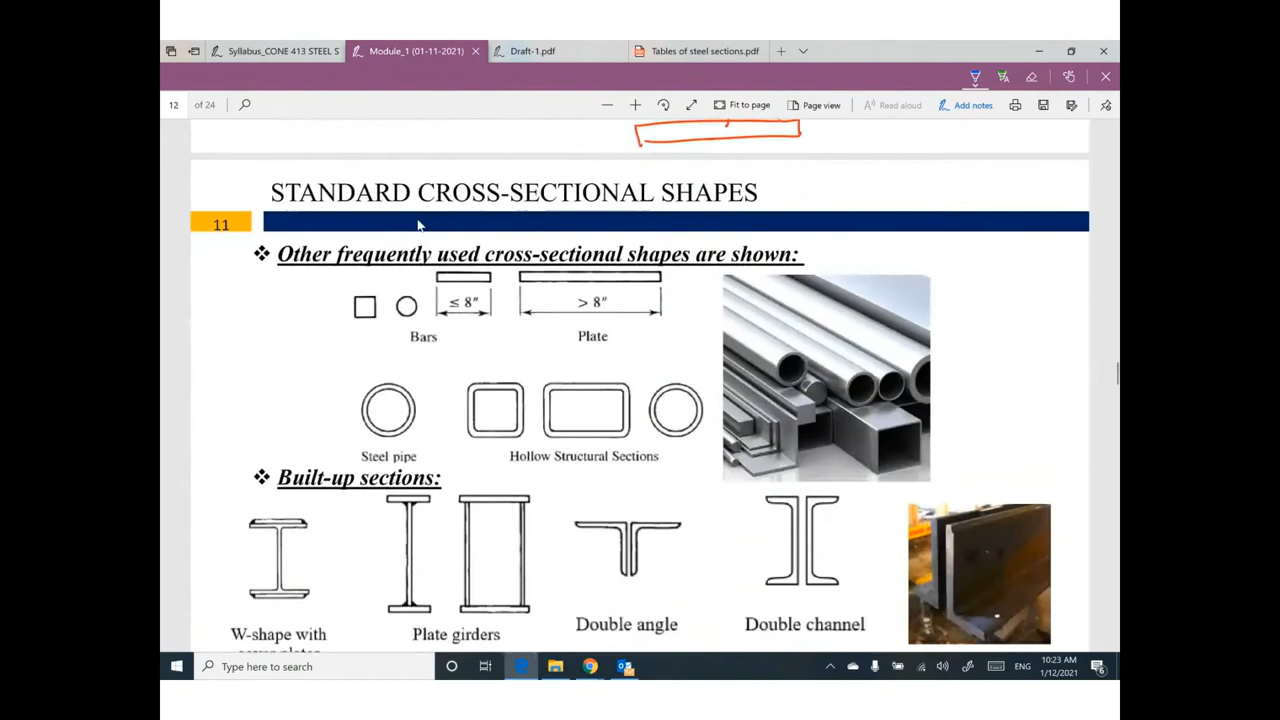 Syllabus_CONE 413 STEEL S
Module_1 (01-11-2021)
Draft-1.pdf
Tables of steel sections.pdf
12 of 24
Fit to page
Page view
Read aloud
Add notes
STANDARD CROSS-SECTIONAL SHAPES
11
❖ Other frequently used cross-sectional shapes are shown:
≤ 8″
> 8″
Bars
Plate
Steel pipe
Hollow Structural Sections
❖ Built-up sections:
W-shape with
Plate girders
Double angle
Double channel
Type here to search
ENG
10:23 AM
1/12/2021
6